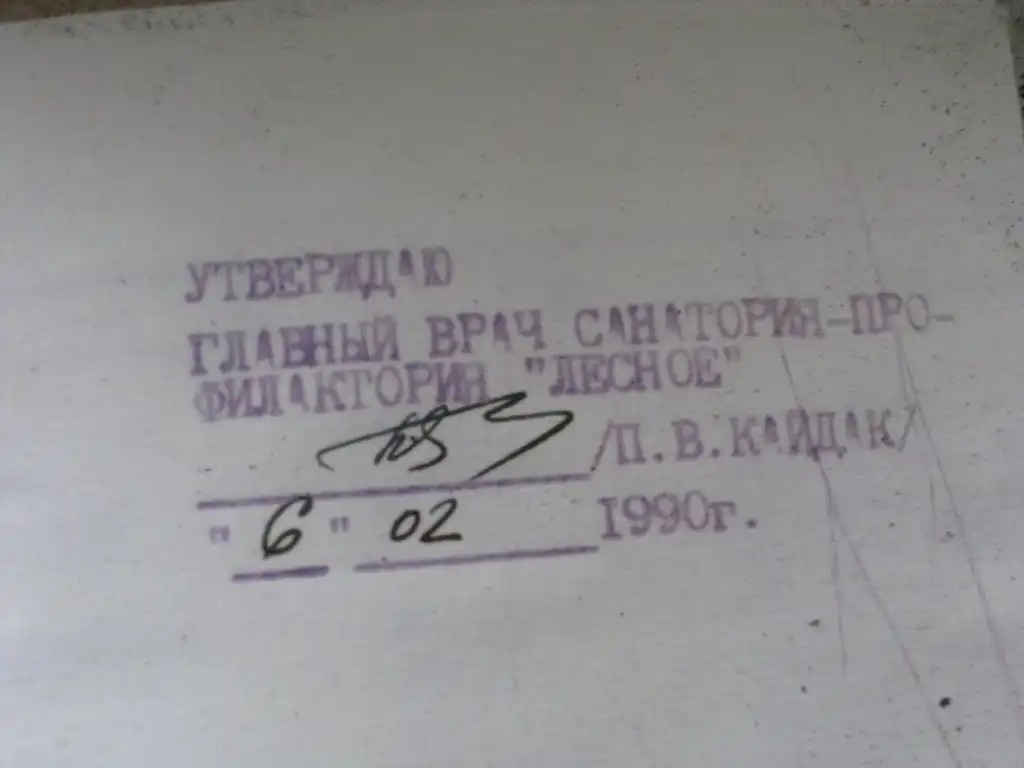 УТВЕРЖДАЮ
ГЛАВНЫЙ ВРАЧ САНАТОРИЯ-ПРО-
ФИЛАКТОРИЯ "ЛЕСНОЕ"
/П.В.КАЙДАК/
"6" 02 1990г.